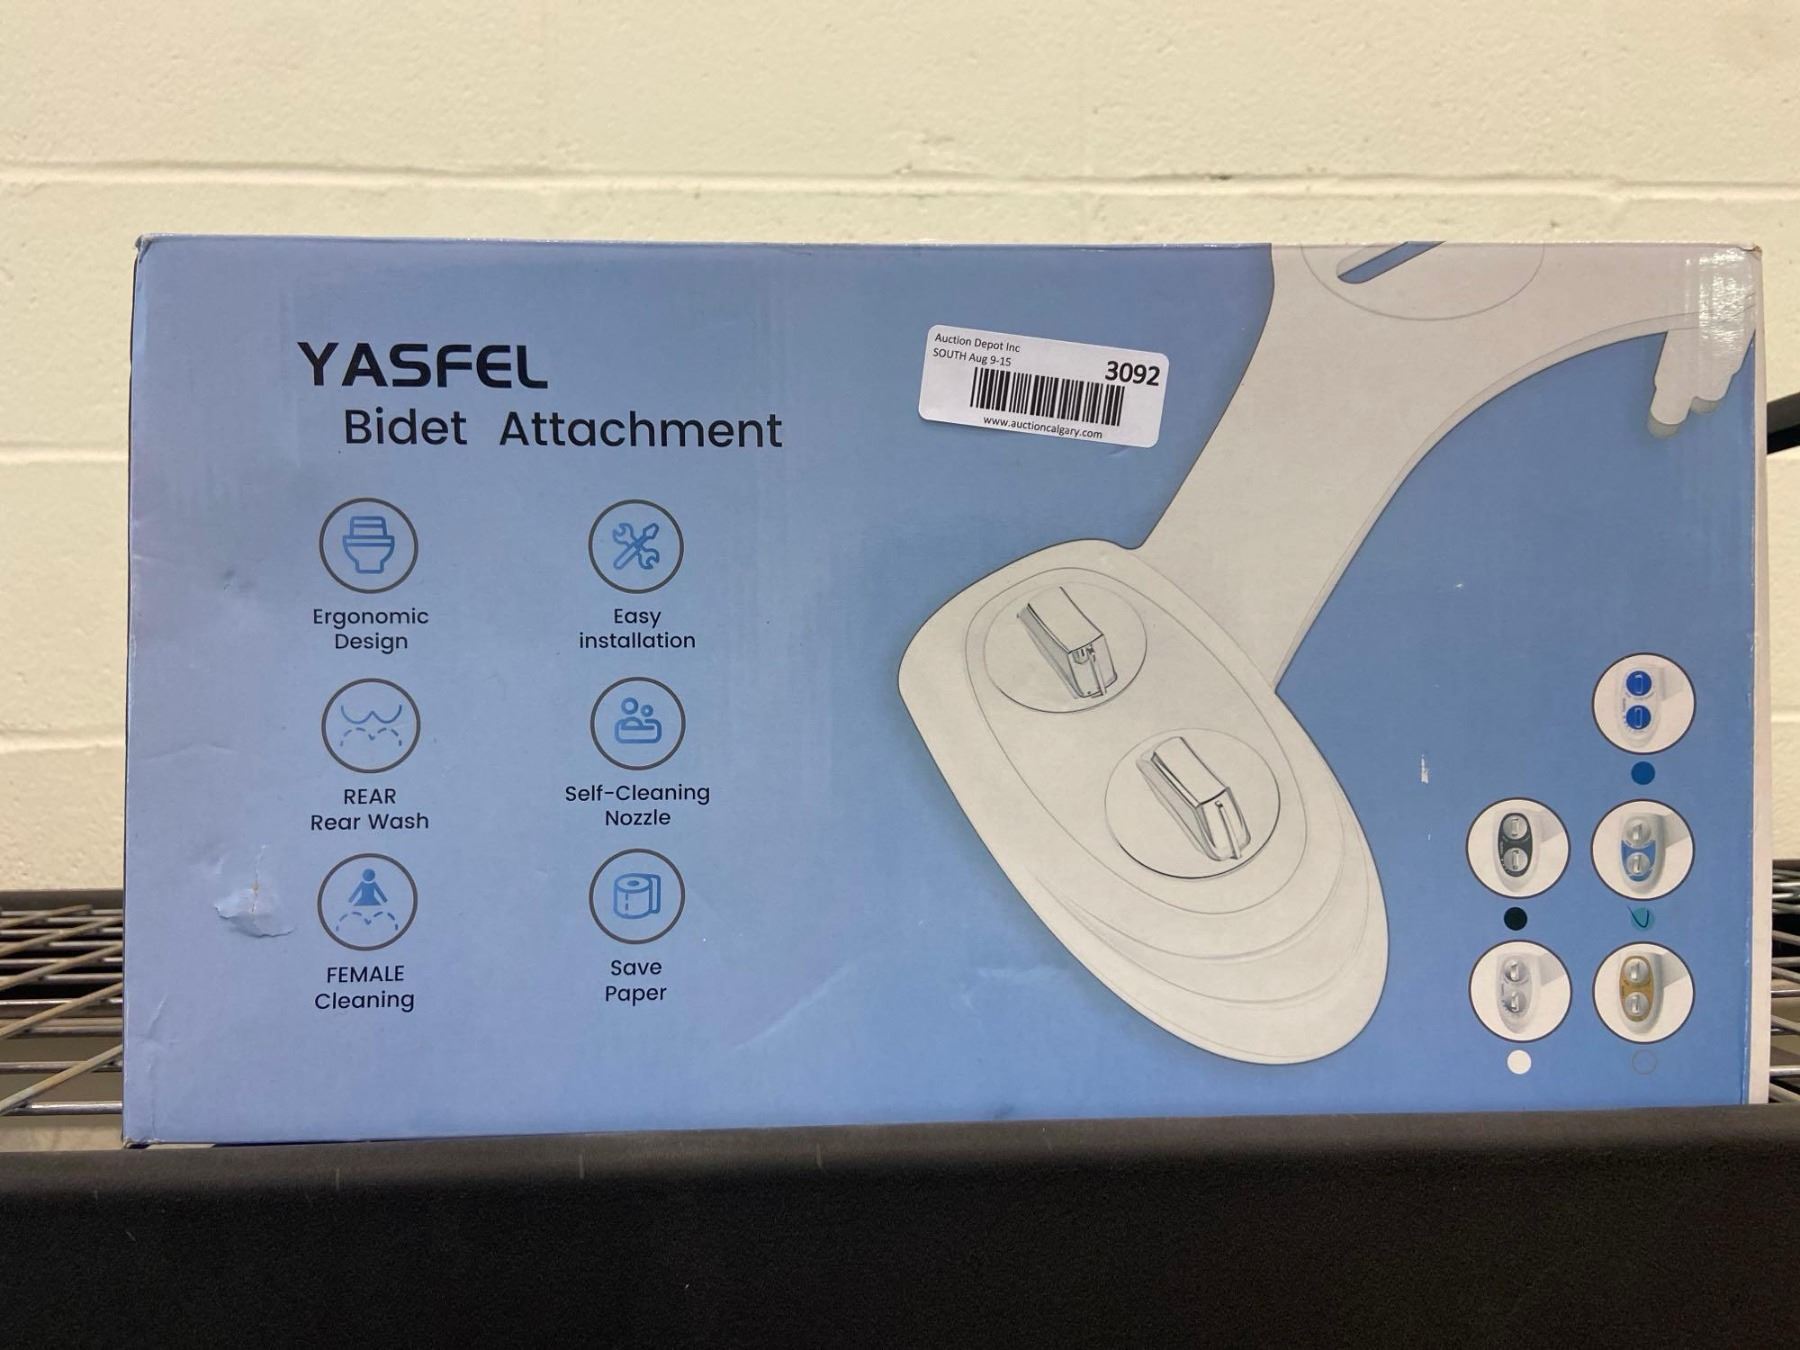 YASFEL
Bidet Attachment
Auction Depot Inc
SOUTH Aug 9-15
3092
www.auctioncalgary.com
Ergonomic
Design
Easy
installation
REAR
Rear Wash
Self-Cleaning
Nozzle
FEMALE
Cleaning
Save
Paper